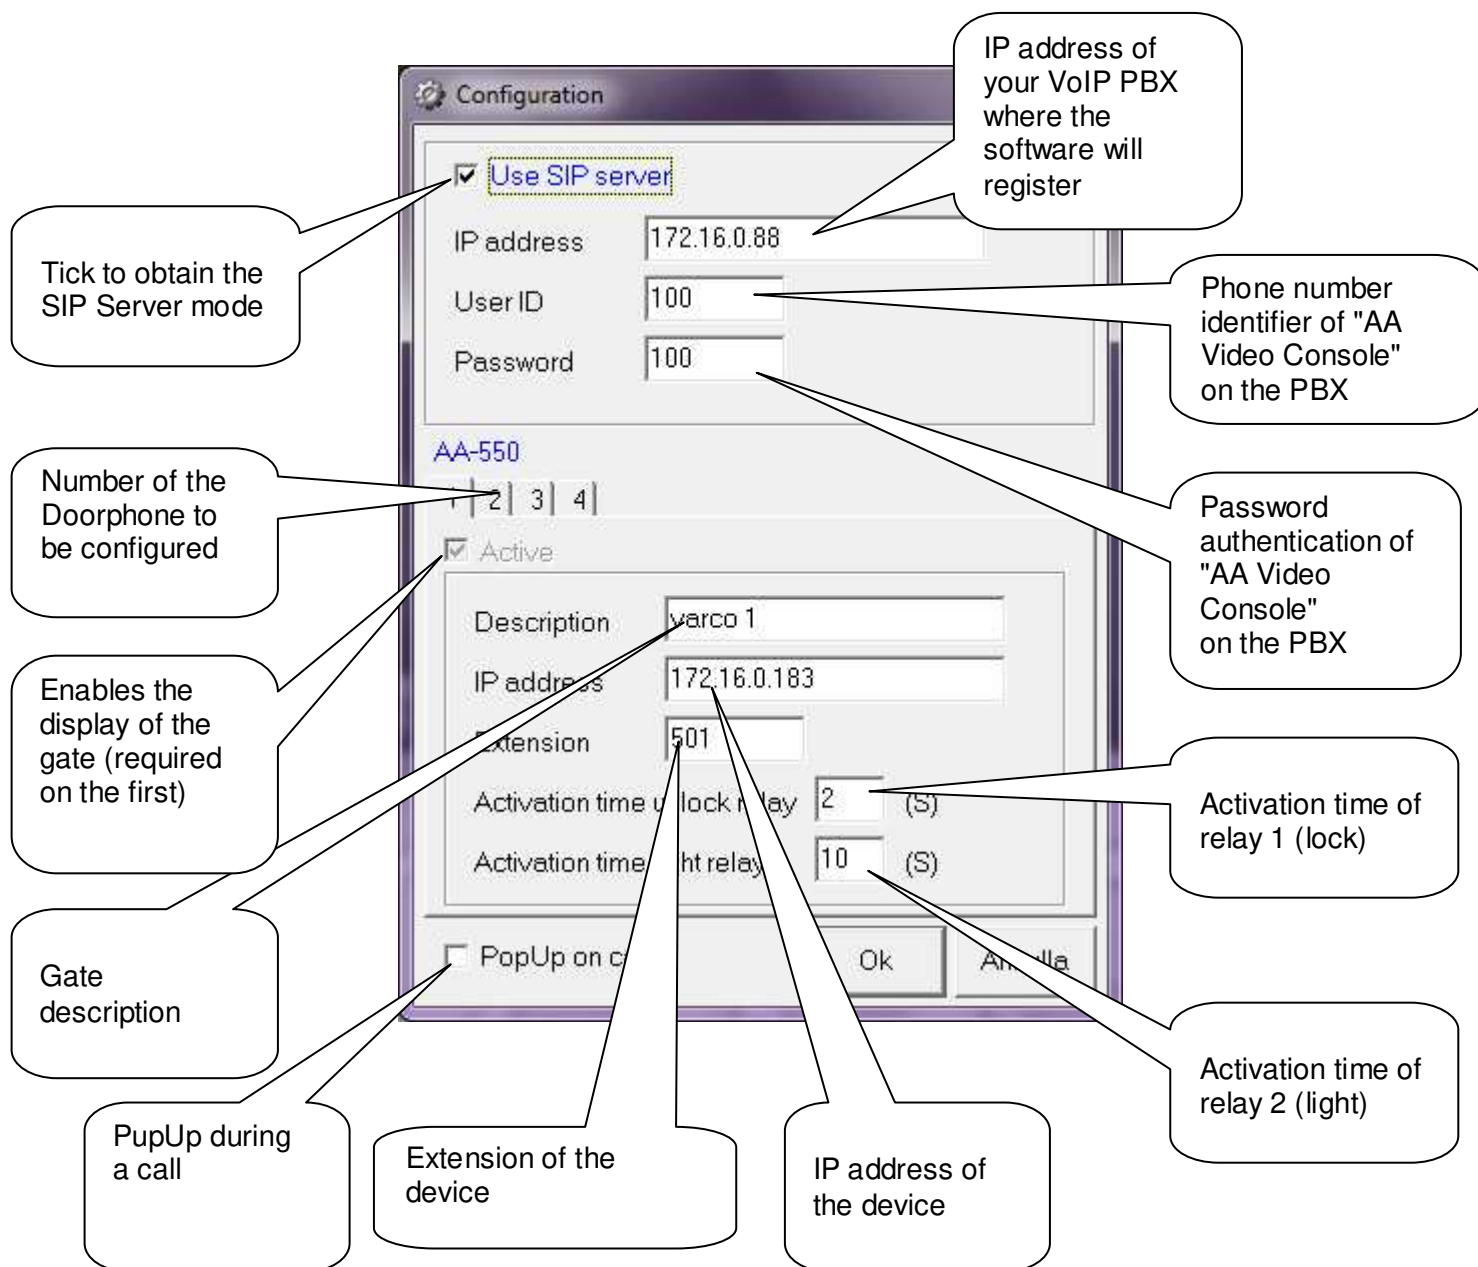 IP address of
your VoIP PBX
where the
software will
register
Configuration
Use SIP server
IP address 172.16.0.88
User ID 100
Password 100
Tick to obtain the
SIP Server mode
Phone number
identifier of "AA
Video Console"
on the PBX
AA-550
1 2 3 4
Number of the
Doorphone to
be configured
Password
authentication of
"AA Video
Console"
on the PBX
Active
Description varco 1
IP address 172.16.0.183
Extension 501
Activation time relay 2 (S)
Activation time relay 10 (S)
Enables the
display of the
gate (required
on the first)
Activation time of
relay 1 (lock)
Gate
description
PopUp on
Ok
Activation time of
relay 2 (light)
PupUp during
a call
Extension of the
device
IP address of
the device